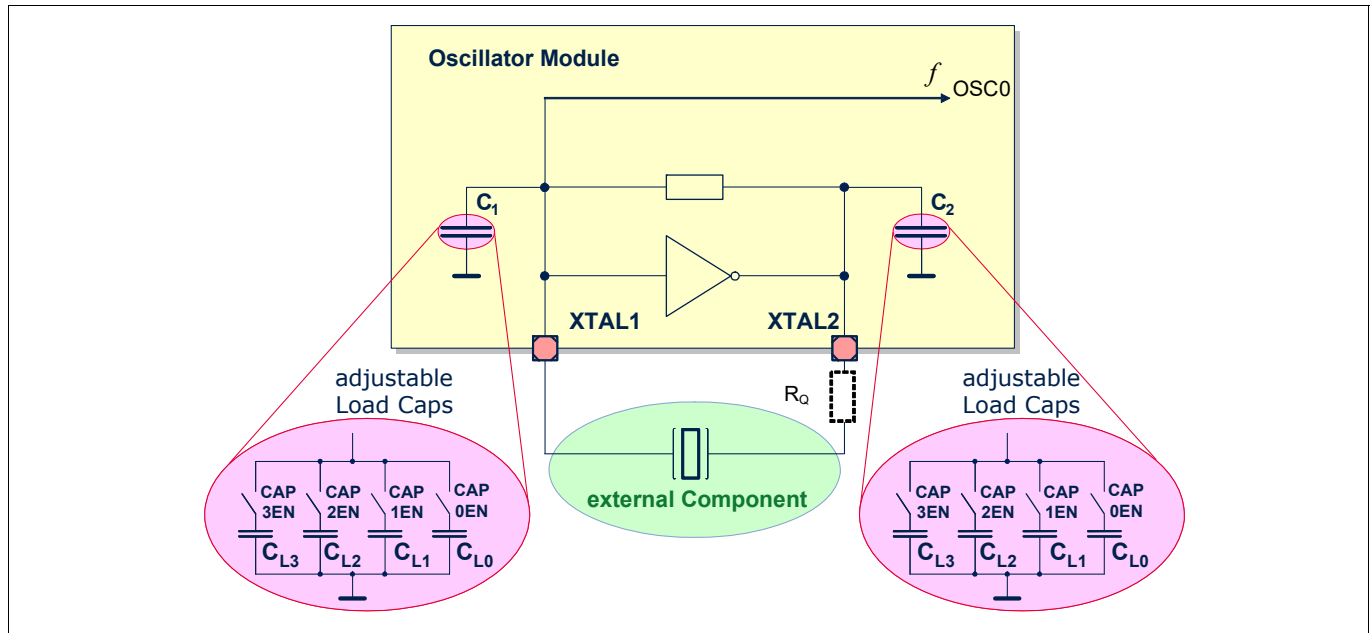 Oscillator Module
f OSC0
C1
C2
XTAL1
XTAL2
adjustable
Load Caps
RQ
adjustable
Load Caps
external Component
CAP CAP CAP CAP
3EN 2EN 1EN 0EN
CL3 CL2 CL1 CL0
CAP CAP CAP CAP
3EN 2EN 1EN 0EN
CL3 CL2 CL1 CL0